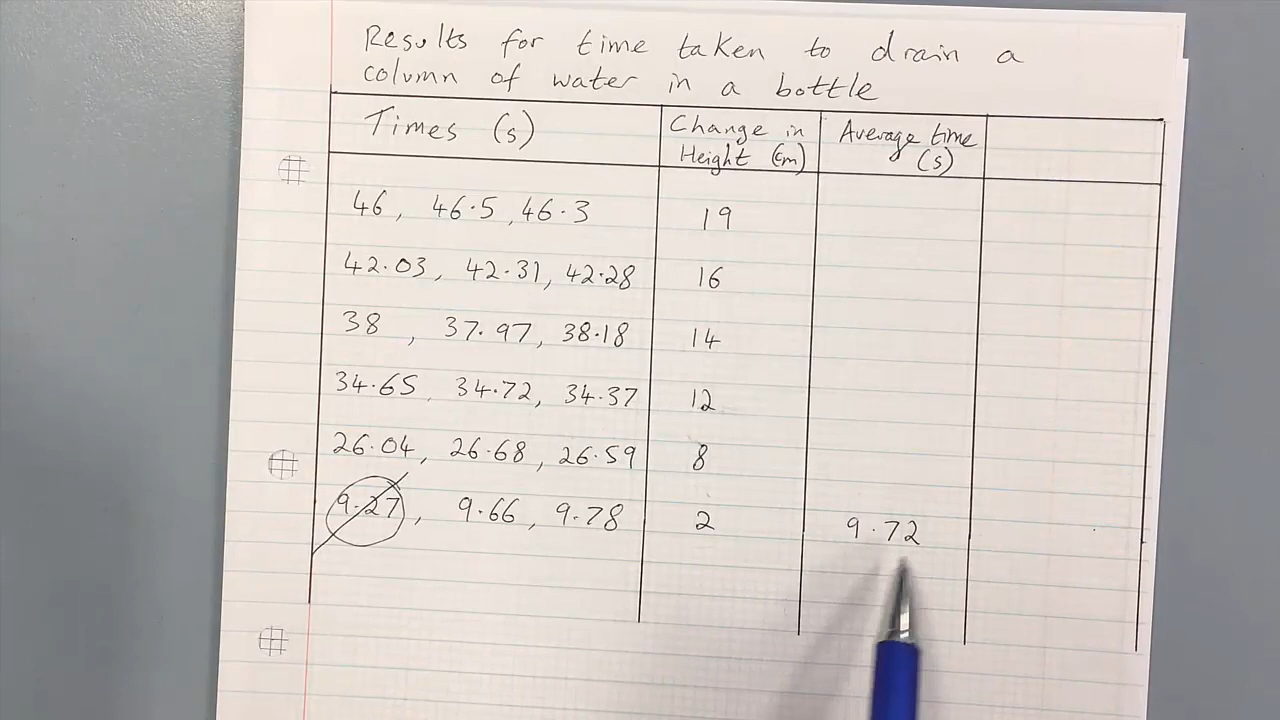 Results for time taken to drain a
column of water in a bottle
Times (s)
Change in
Height (cm)
Average time
(s)
46, 46.5, 46.3 19
42.03, 42.31, 42.28 16
38, 37.97, 38.18 14
34.65, 34.72, 34.37 12
26.04, 26.68, 26.59 8
9.27, 9.66, 9.78 2 9.72